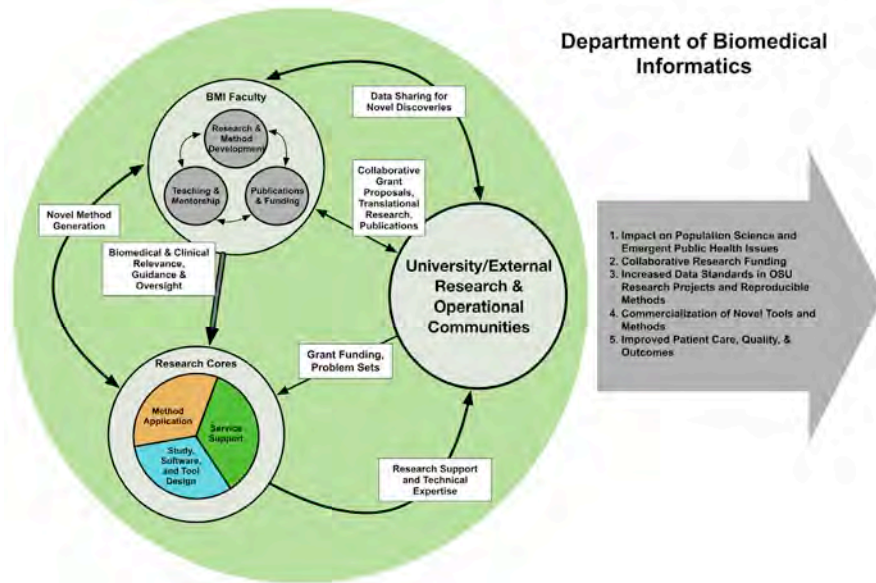 Department of Biomedical
Informatics
BMI Faculty
Research &
Method
Development
Teaching &
Mentorship
Publications
& Funding
Data Sharing for
Novel Discoveries
Collaborative
Grant
Proposals,
Translational
Research,
Publications
Novel Method
Generation
Biomedical & Clinical
Relevance,
Guidance &
Oversight
University/External
Research &
Operational
Communities
Grant Funding,
Problem Sets
Research Cores
Method
Application
Service
Support
Study,
Software,
and Tool
Design
Research Support
and Technical
Expertise
1. Impact on Population Science and
Emergent Public Health Issues
2. Collaborative Research Funding
3. Increased Data Standards in OSU
Research Projects and Reproducible
Methods
4. Commercialization of Novel Tools and
Methods
5. Improved Patient Care, Quality, &
Outcomes